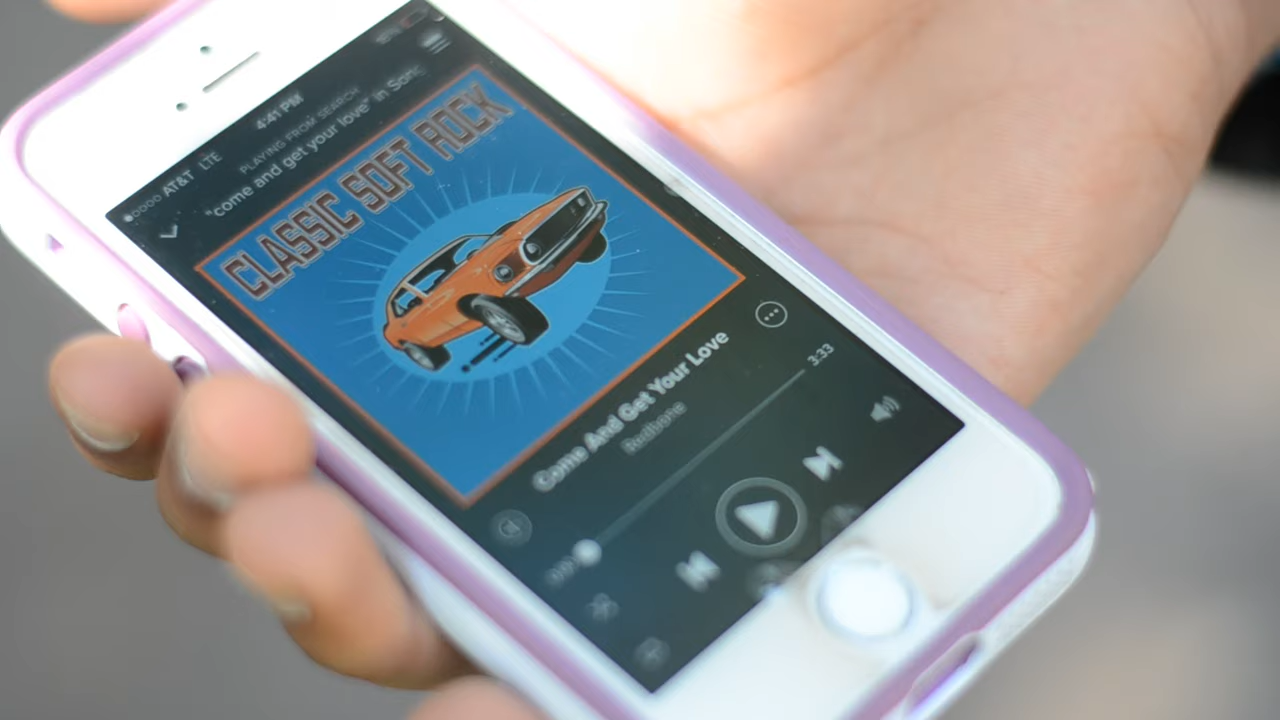 AT&T LTE 4:41 PM
PLAYING FROM SEARCH
"come and get your love" in Song
CLASSIC SOFT ROCK
Come And Get Your Love
Redbone
3:33